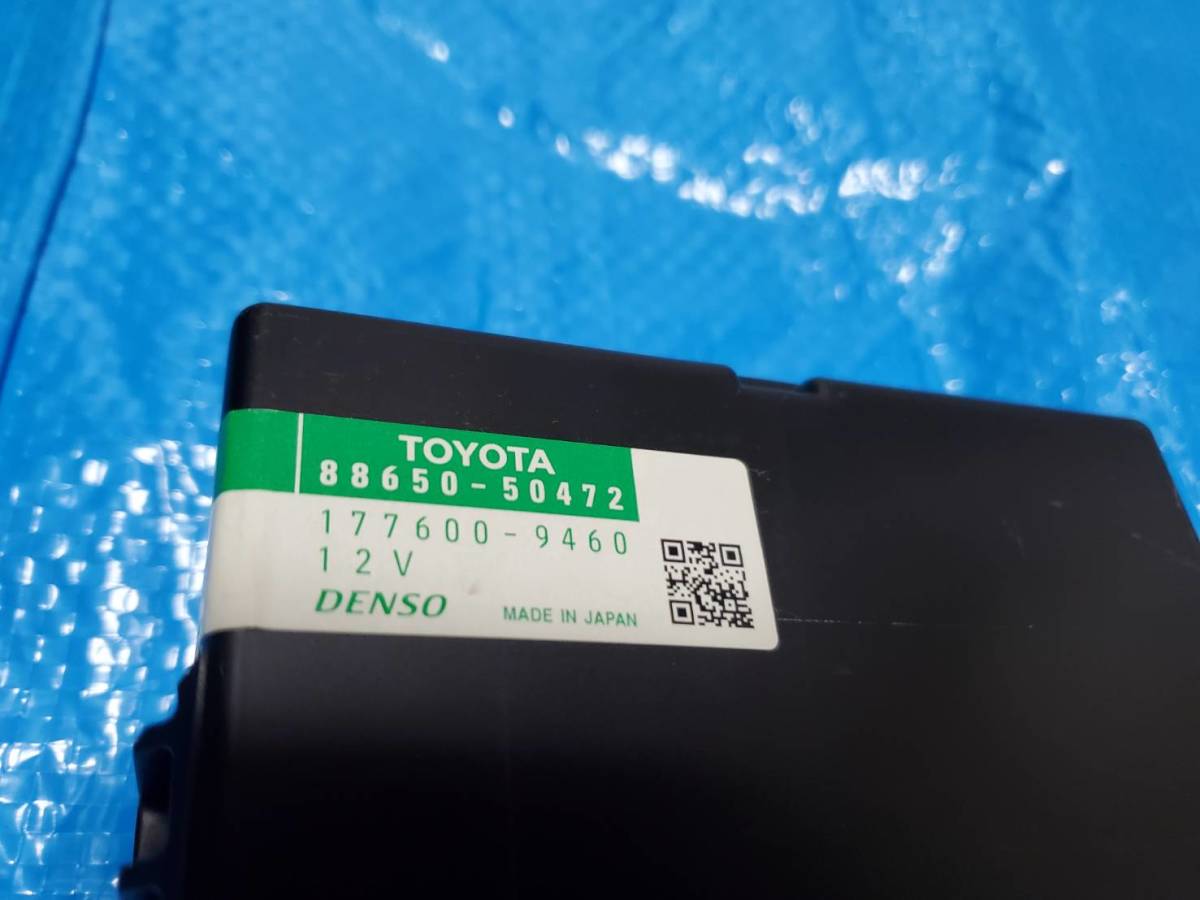 TOYOTA
88650-50472
177600-9460
12V
DENSO MADE IN JAPAN